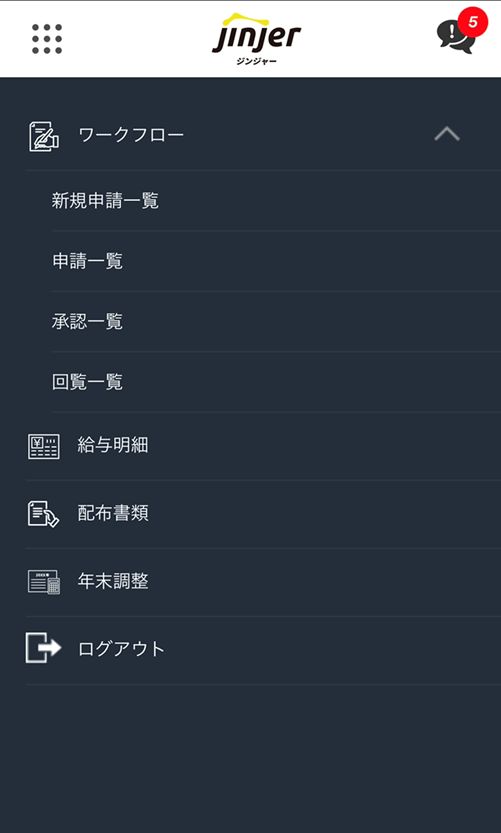 jinjer
ジンジャー
5
ワークフロー
新規申請一覧
申請一覧
承認一覧
回覧一覧
給与明細
配布書類
年末調整
ログアウト